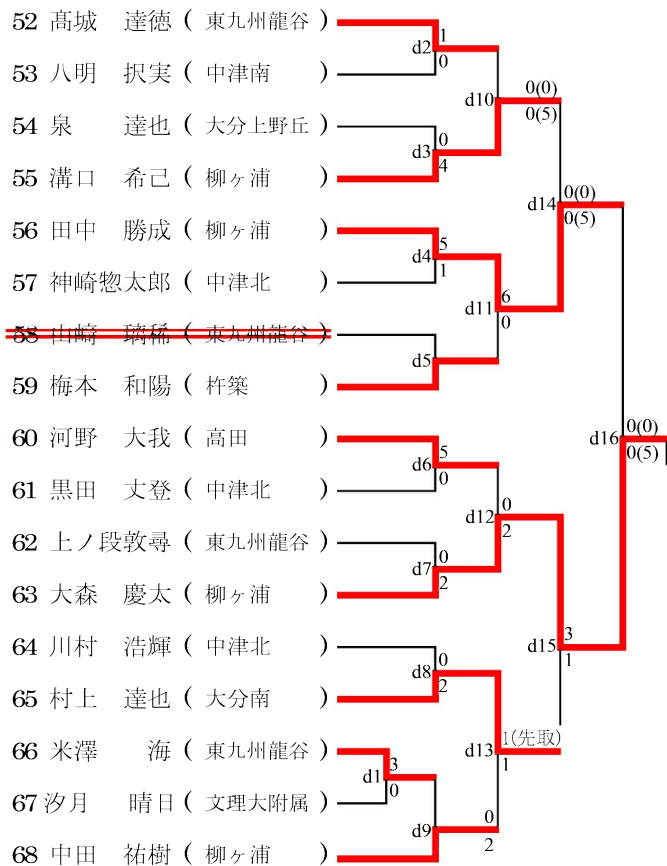 52 髙城 達徳 ( 東九州龍谷 )
53 八明 択実 ( 中津南 )
54 泉 達也 ( 大分上野丘 )
55 溝口 希己 ( 柳ヶ浦 )
56 田中 勝成 ( 柳ヶ浦 )
57 神崎惣太郎 ( 中津北 )
58 山崎 璃稀 ( 東九州龍谷 )
59 梅本 和陽 ( 杵築 )
60 河野 大我 ( 高田 )
61 黒田 丈登 ( 中津北 )
62 上ノ段敦尋 ( 東九州龍谷 )
63 大森 慶太 ( 柳ヶ浦 )
64 川村 浩輝 ( 中津北 )
65 村上 達也 ( 大分南 )
66 米澤 海 ( 東九州龍谷 )
67 汐月 晴日 ( 文理大附属 )
68 中田 祐樹 ( 柳ヶ浦 )
d1 3 0
d2 1 0
d3 0 4
d4 5 1
d5
d6 5 0
d7 0 2
d8 0 2
d9 0 2
d10 0(0) 0(5)
d11 6 0
d12 0 2
d13 1(先取) 1
d14 0(0) 0(5)
d15 3 1
d16 0(0) 0(5)